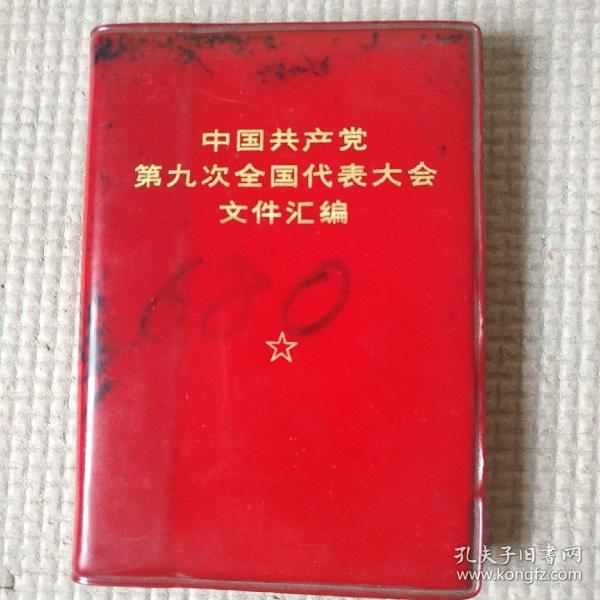 中国共产党
第九次全国代表大会
文件汇编
680
孔夫子旧书网
www.kongfz.com